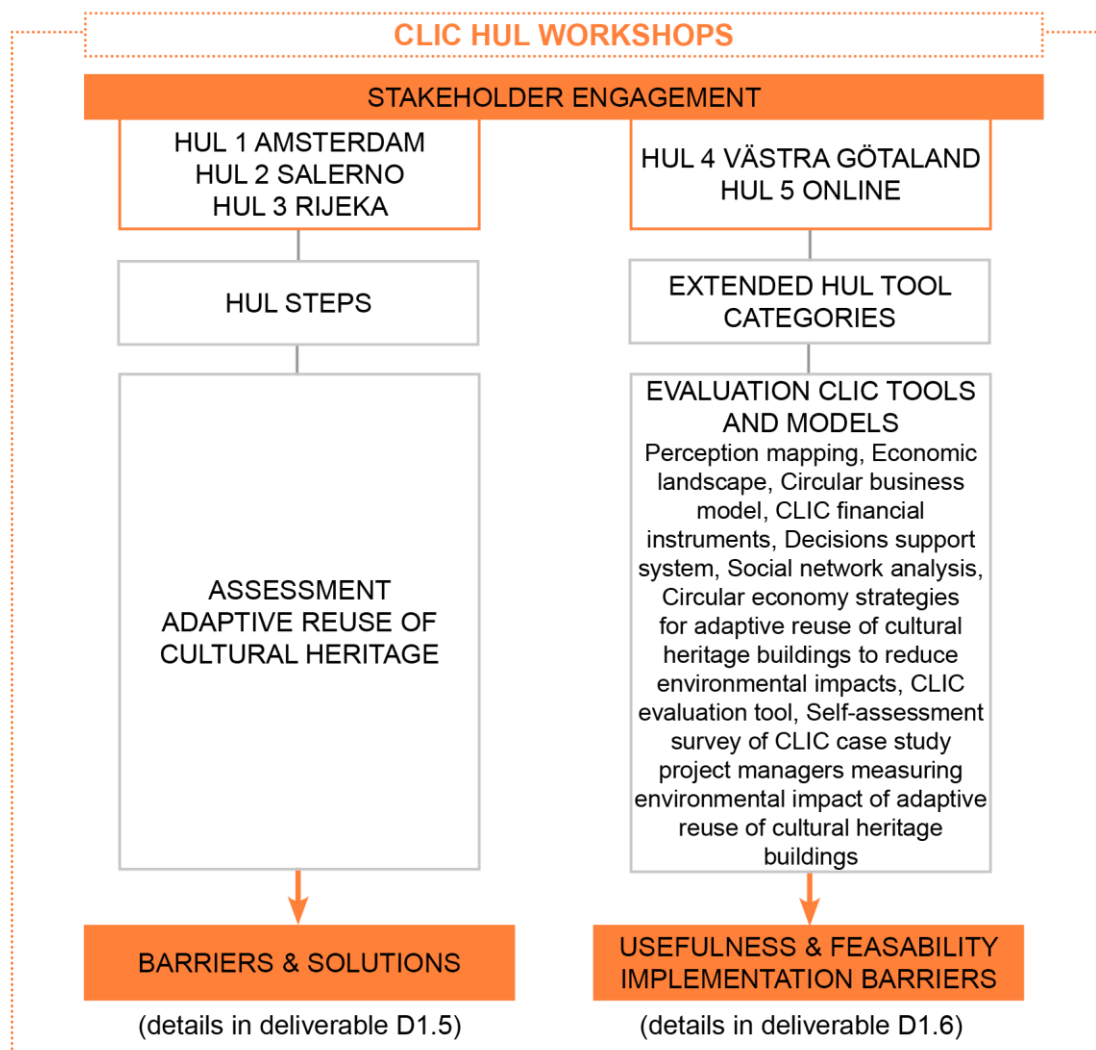 CLIC HUL WORKSHOPS
STAKEHOLDER ENGAGEMENT
HUL 1 AMSTERDAM
HUL 2 SALERNO
HUL 3 RIJEKA
HUL STEPS
ASSESSMENT
ADAPTIVE REUSE OF
CULTURAL HERITAGE
BARRIERS & SOLUTIONS
(details in deliverable D1.5)
HUL 4 VÄSTRA GÖTALAND
HUL 5 ONLINE
EXTENDED HUL TOOL
CATEGORIES
EVALUATION CLIC TOOLS
AND MODELS
Perception mapping, Economic
landscape, Circular business
model, CLIC financial
instruments, Decisions support
system, Social network analysis,
Circular economy strategies
for adaptive reuse of cultural
heritage buildings to reduce
environmental impacts, CLIC
evaluation tool, Self-assessment
survey of CLIC case study
project managers measuring
environmental impact of adaptive
reuse of cultural heritage
buildings
USEFULNESS & FEASABILITY
IMPLEMENTATION BARRIERS
(details in deliverable D1.6)